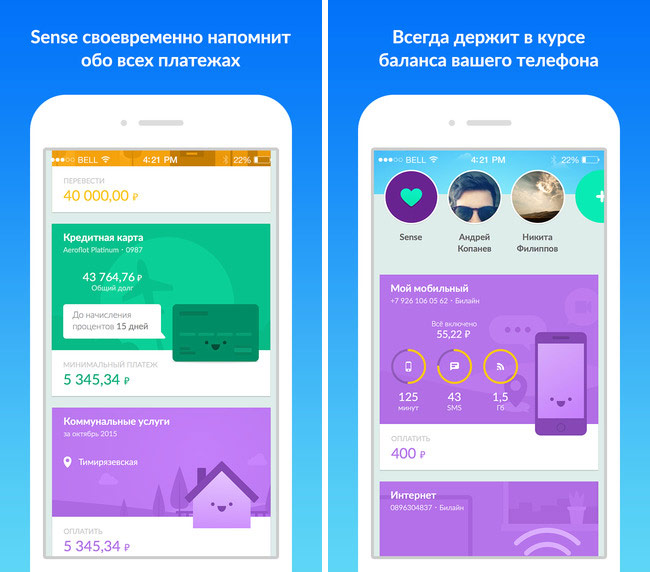 Sense своевременно напомнит
обо всех платежах
BELL 4:21 PM 22%
ПЕРЕВЕСТИ
40 000,00 ₽
Кредитная карта
Aeroflot Platinum · 0987
43 764,76 ₽
Общий долг
До начисления
процентов 15 дней
МИНИМАЛЬНЫЙ ПЛАТЕЖ
5 345,34 ₽
Коммунальные услуги
за октябрь 2015
Тимирязевская
ОПЛАТИТЬ
5 345,34 ₽
Всегда держит в курсе
баланса вашего телефона
BELL 4:21 PM 22%
Sense
Андрей
Копанев
Никита
Филиппов
Мой мобильный
+7 926 106 05 62 · Билайн
Всё включено
55,22 ₽
125 43 1,5
минут SMS Гб
ОПЛАТИТЬ
400 ₽
Интернет
0896304837 · Билайн